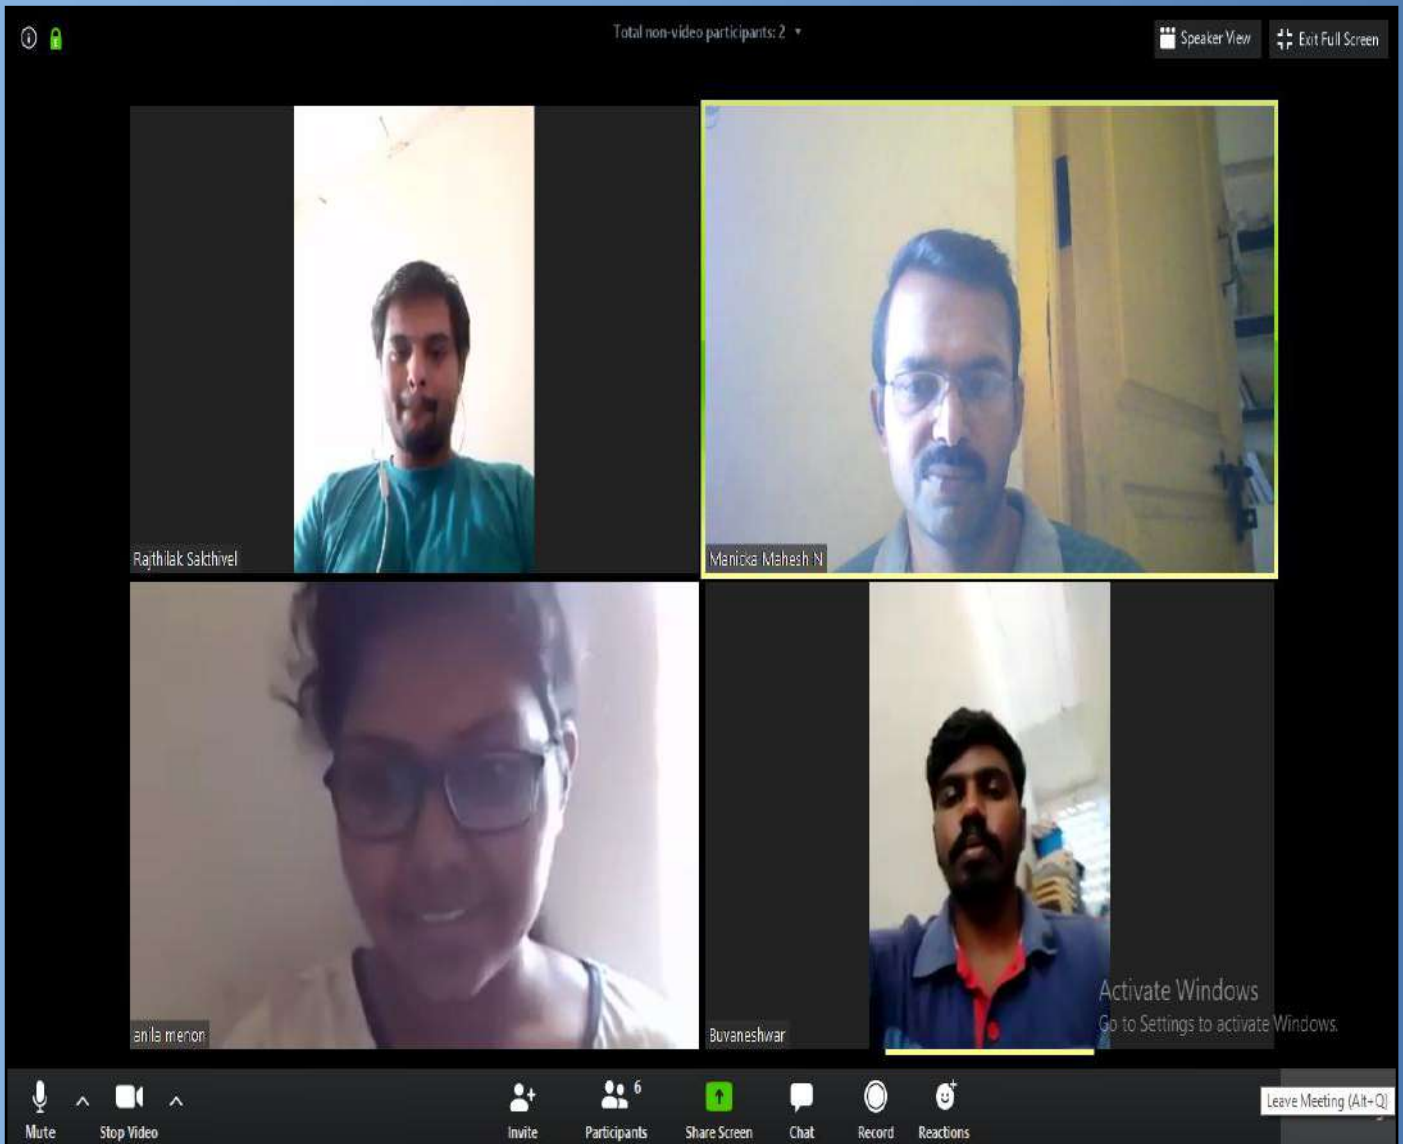 Total non-video participants: 2
Speaker View
Exit Full Screen
Rajthilak Sakthivel
Manicka Mahesh N
anila menon
Buvaneshwar
Activate Windows
Go to Settings to activate Windows.
6
Leave Meeting (Alt+Q)
Mute
Stop Video
Invite
Participants
Share Screen
Chat
Record
Reactions